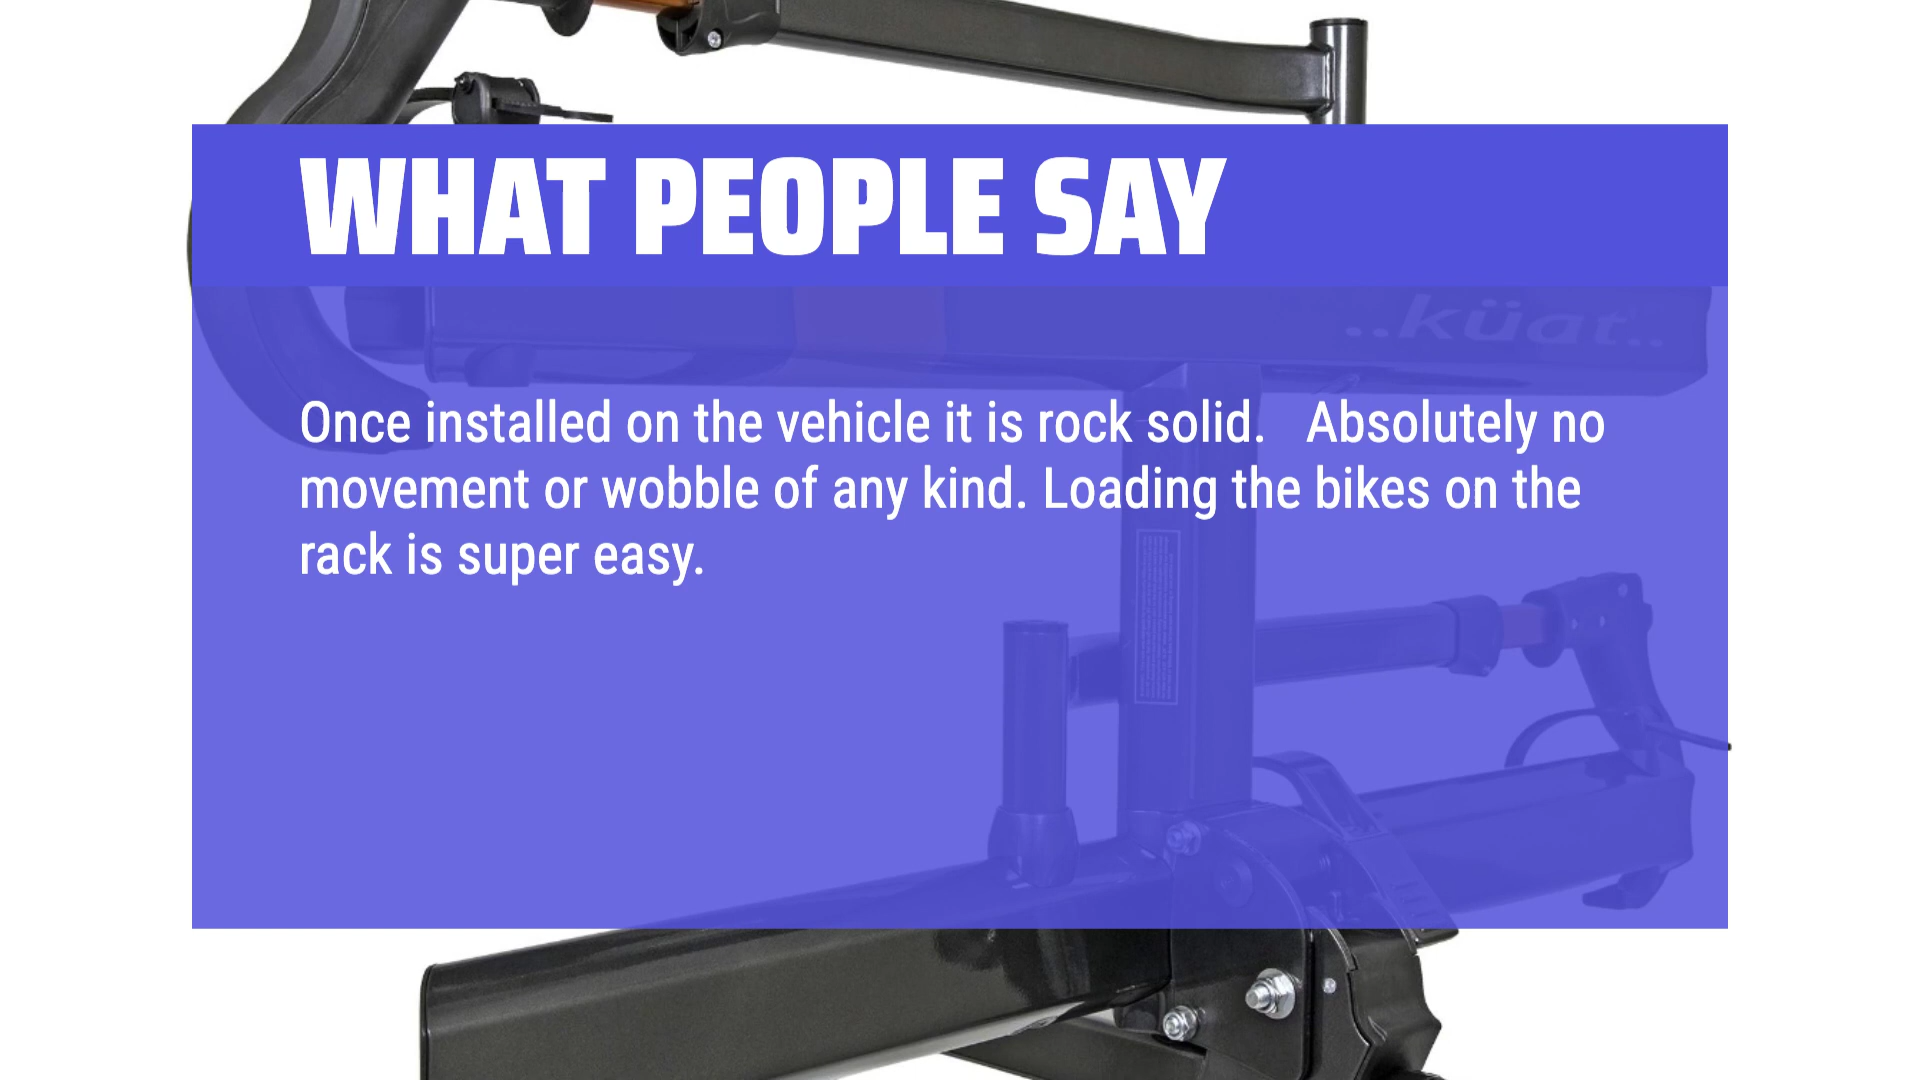 WHAT PEOPLE SAY
..küat..
Once installed on the vehicle it is rock solid.   Absolutely no
movement or wobble of any kind. Loading the bikes on the
rack is super easy.